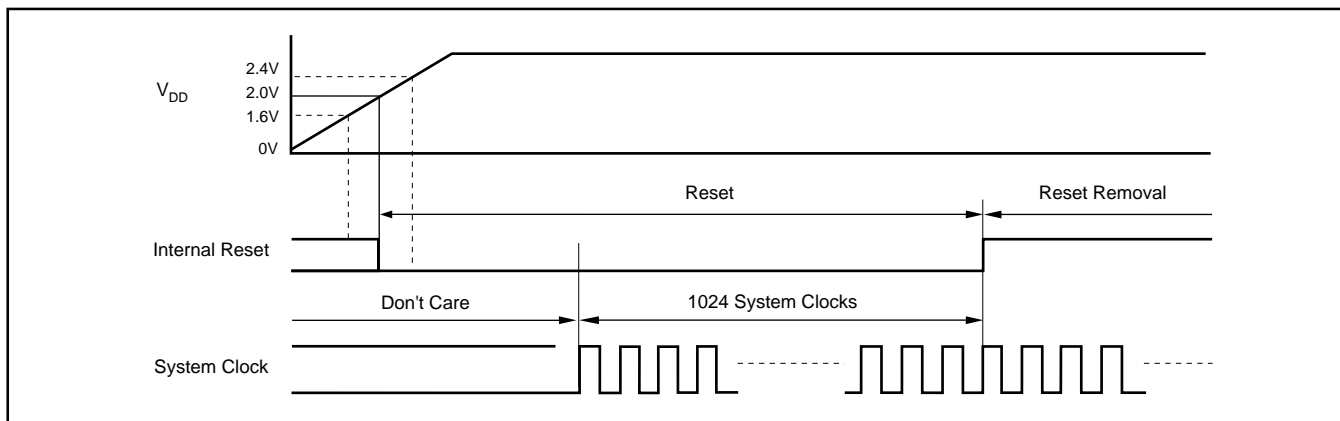 2.4V
V_DD
2.0V
1.6V
0V
Reset
Reset Removal
Internal Reset
Don't Care
1024 System Clocks
System Clock